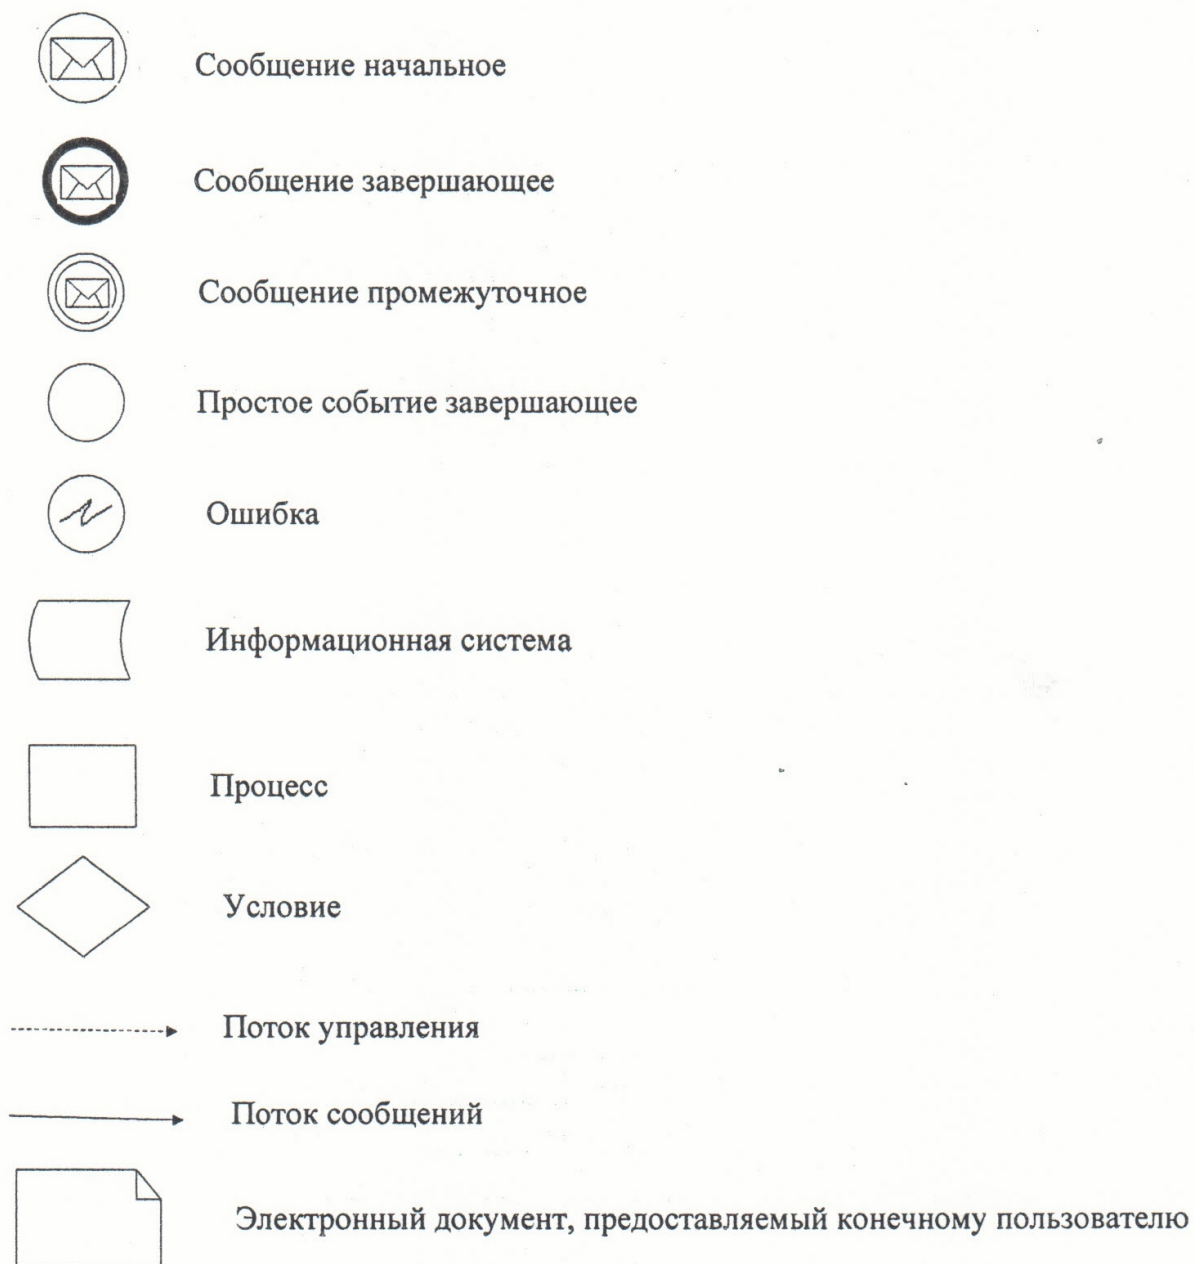 Сообщение начальное
Сообщение завершающее
Сообщение промежуточное
Простое событие завершающее
Ошибка
Информационная система
Процесс
Условие
Поток управления
Поток сообщений
Электронный документ, предоставляемый конечному пользователю